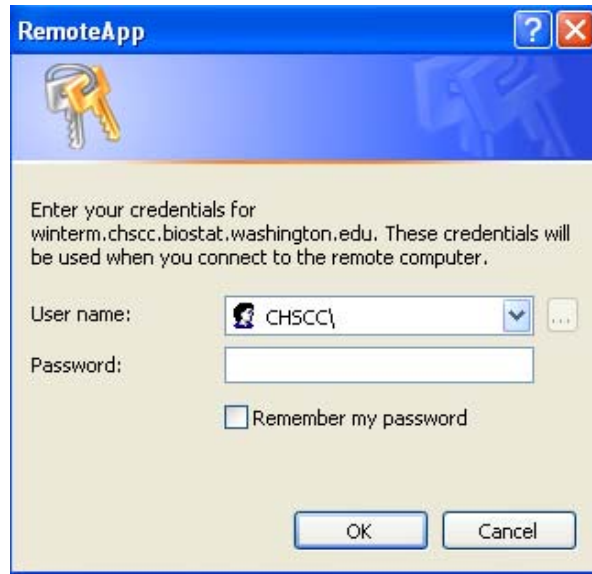 RemoteApp
Enter your credentials for
winterm.chscc.biostat.washington.edu. These credentials will
be used when you connect to the remote computer.
User name:
CHSCC\
...
Password:
Remember my password
OK
Cancel